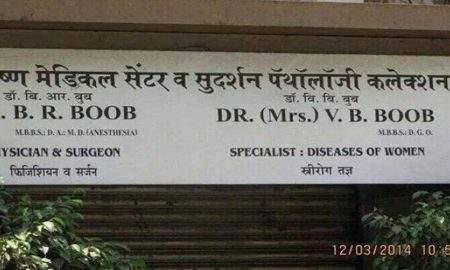 ष्ण मेडिकल सेंटर व सुदर्शन पॅथॉलॉजी कलेक्शन
डॉ. बि. आर. बुब
. B. R. BOOB
M.B.B.S.: D.A.: M.D. (ANESTHESIA)
YSICIAN & SURGEON
फिजिशियन व सर्जन
डॉ. वि. बि. बुब
DR. (Mrs.) V. B. BOOB
M.B.B.S.: D.G.O.
SPECIALIST : DISEASES OF WOMEN
स्त्रीरोग तज्ञ
12/03/2014 10:5